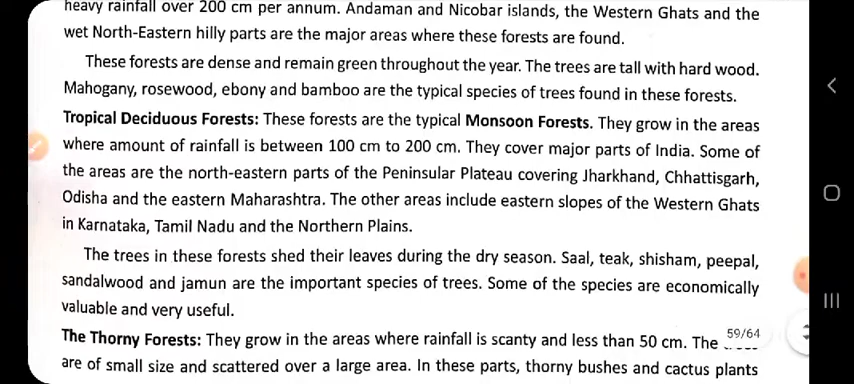 heavy rainfall over 200 cm per annum. Andaman and Nicobar islands, the Western Ghats and the
wet North-Eastern hilly parts are the major areas where these forests are found.
These forests are dense and remain green throughout the year. The trees are tall with hard wood.
Mahogany, rosewood, ebony and bamboo are the typical species of trees found in these forests.
Tropical Deciduous Forests: These forests are the typical Monsoon Forests. They grow in the areas
where amount of rainfall is between 100 cm to 200 cm. They cover major parts of India. Some of
the areas are the north-eastern parts of the Peninsular Plateau covering Jharkhand, Chhattisgarh,
Odisha and the eastern Maharashtra. The other areas include eastern slopes of the Western Ghats
in Karnataka, Tamil Nadu and the Northern Plains.
The trees in these forests shed their leaves during the dry season. Saal, teak, shisham, peepal,
sandalwood and jamun are the important species of trees. Some of the species are economically
valuable and very useful.
The Thorny Forests: They grow in the areas where rainfall is scanty and less than 50 cm. The
59/64
are of small size and scattered over a large area. In these parts, thorny bushes and cactus plants